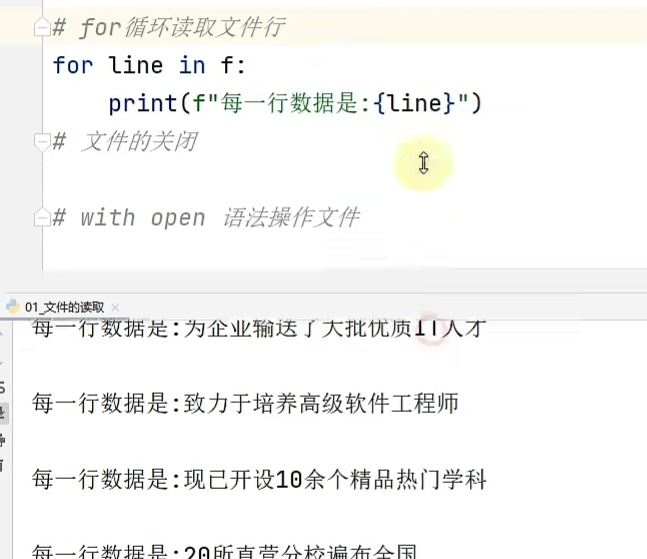 # for循环读取文件行
for line in f:
print(f"每一行数据是:{line}")
# 文件的关闭
# with open 语法操作文件
01_文件的读取
每一行数据是:为企业输送了大批优质IT人才
每一行数据是:致力于培养高级软件工程师
每一行数据是:现已开设10余个精品热门学科
每一行数据是:20所直营分校遍布全国